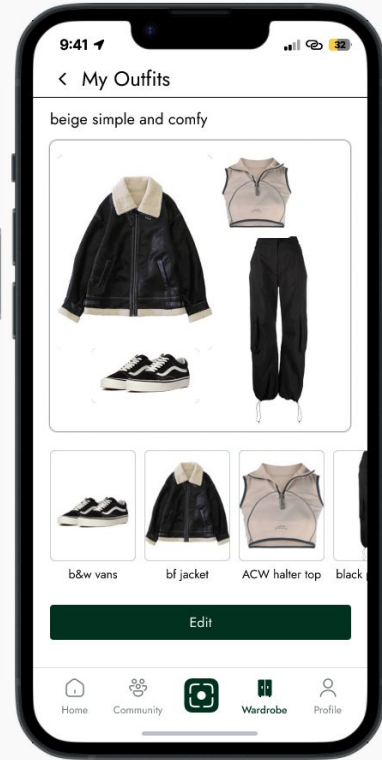 9:41
32
My Outfits
beige simple and comfy
b&w vans
bf jacket
ACW halter top
black
Edit
Home
Community
Wardrobe
Profile